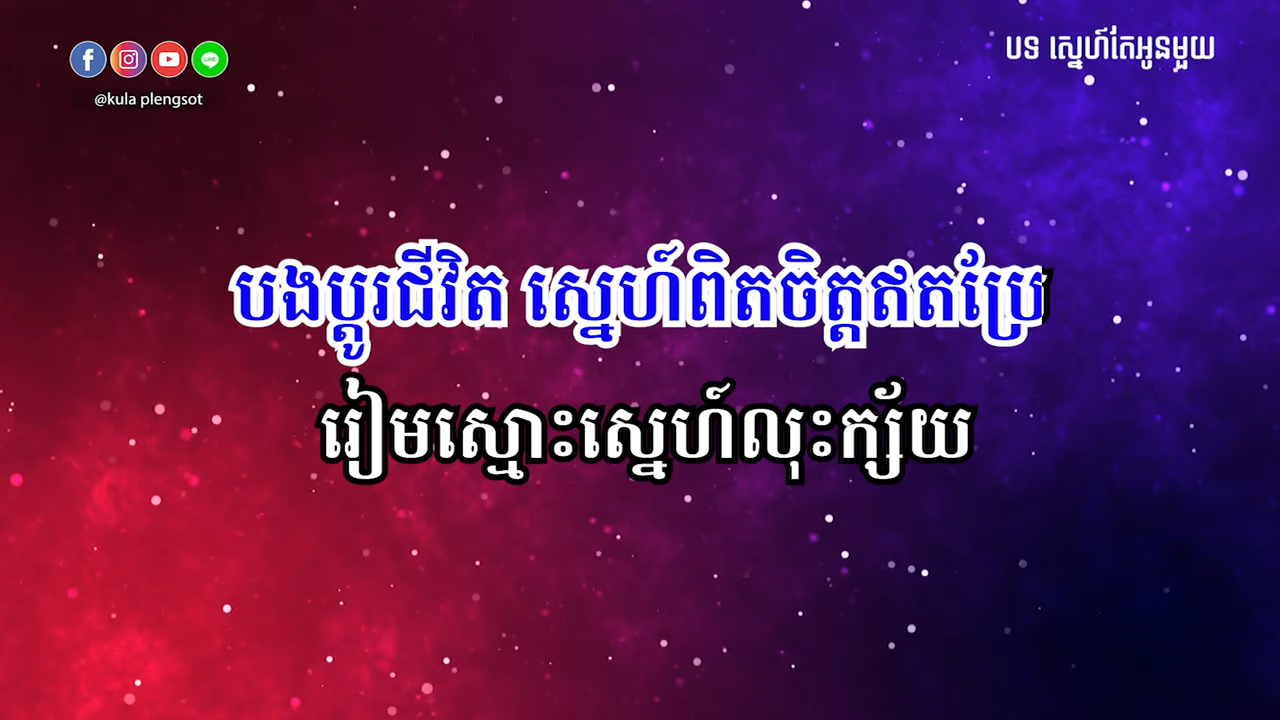 បទ ស្នេហ៍តែអូនមួយ
@kula plengsot
បងប្ដូរជីវិត ស្នេហ៍ពិតចិត្តឥតប្រែ
រៀមស្មោះស្នេហ៍លុះក្ស័យ